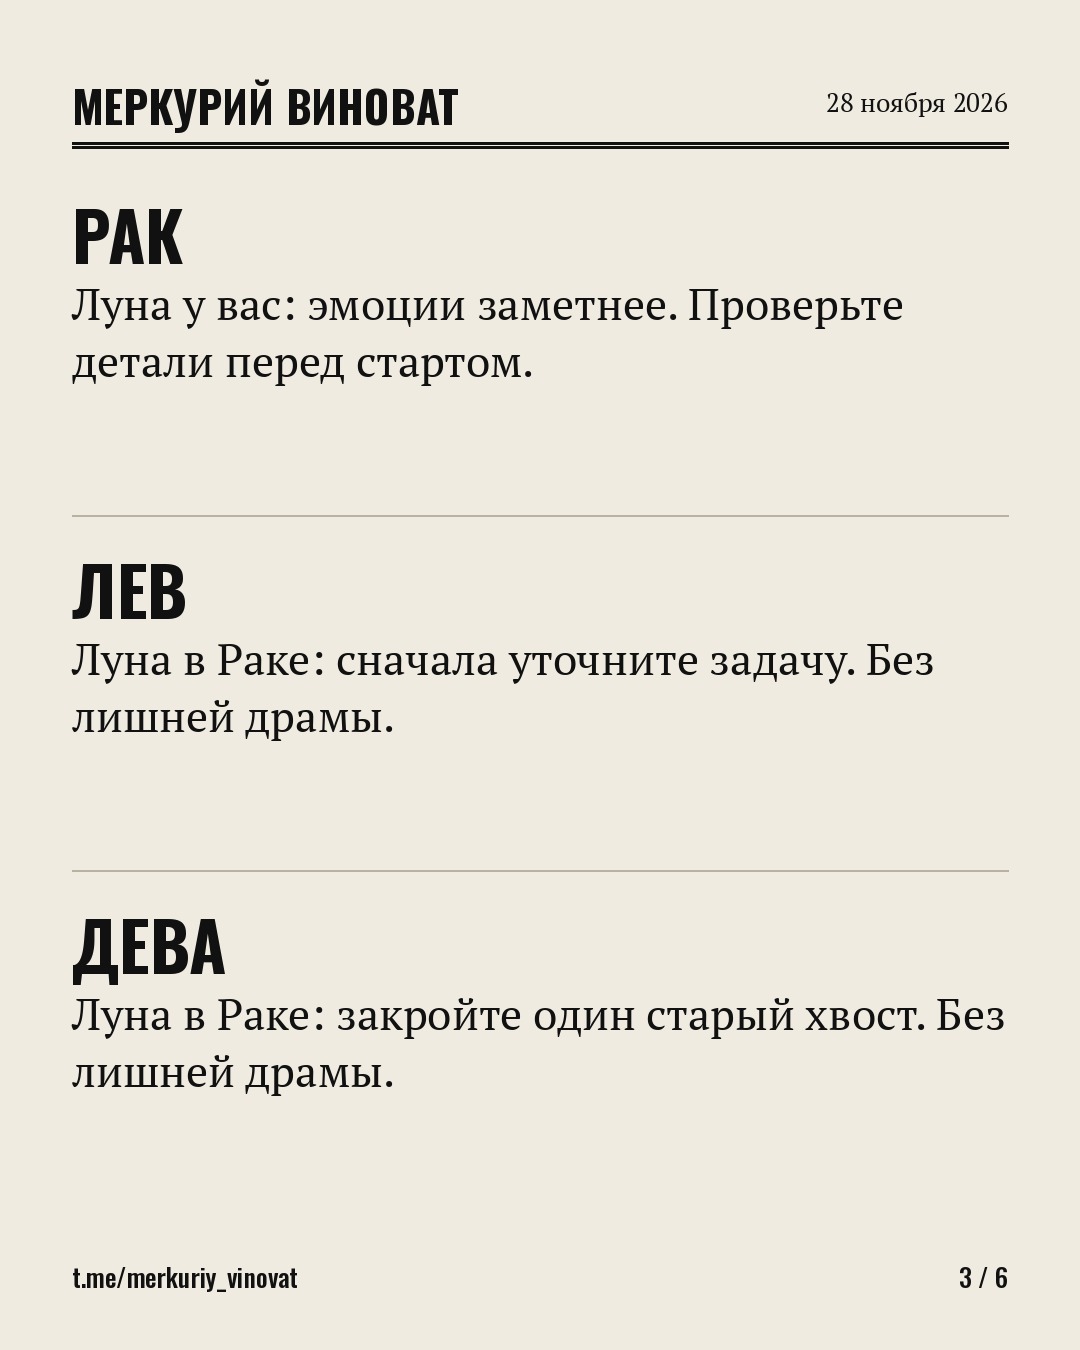 МЕРКУРИЙ ВИНОВАТ
28 ноября 2026
РАК
Луна у вас: эмоции заметнее. Проверьте
детали перед стартом.
ЛЕВ
Луна в Раке: сначала уточните задачу. Без
лишней драмы.
ДЕВА
Луна в Раке: закройте один старый хвост. Без
лишней драмы.
t.me/merkuriy_vinovat
3 / 6